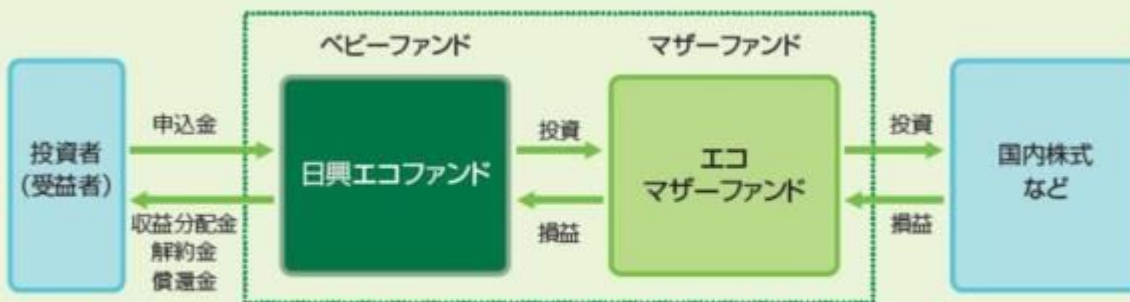 ベビーファンド
マザーファンド
投資者
(受益者)
申込金
収益分配金
解約金
償還金
日興エコファンド
投資
損益
エコ
マザーファンド
投資
損益
国内株式
など